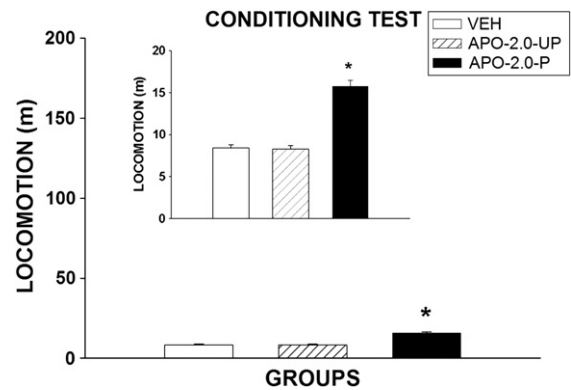 CONDITIONING TEST
VEH
APO-2.0-UP
APO-2.0-P
LOCOMOTION (m)
200
150
100
50
0
LOCOMOTION (m)
20
15
10
5
0
*
*
GROUPS